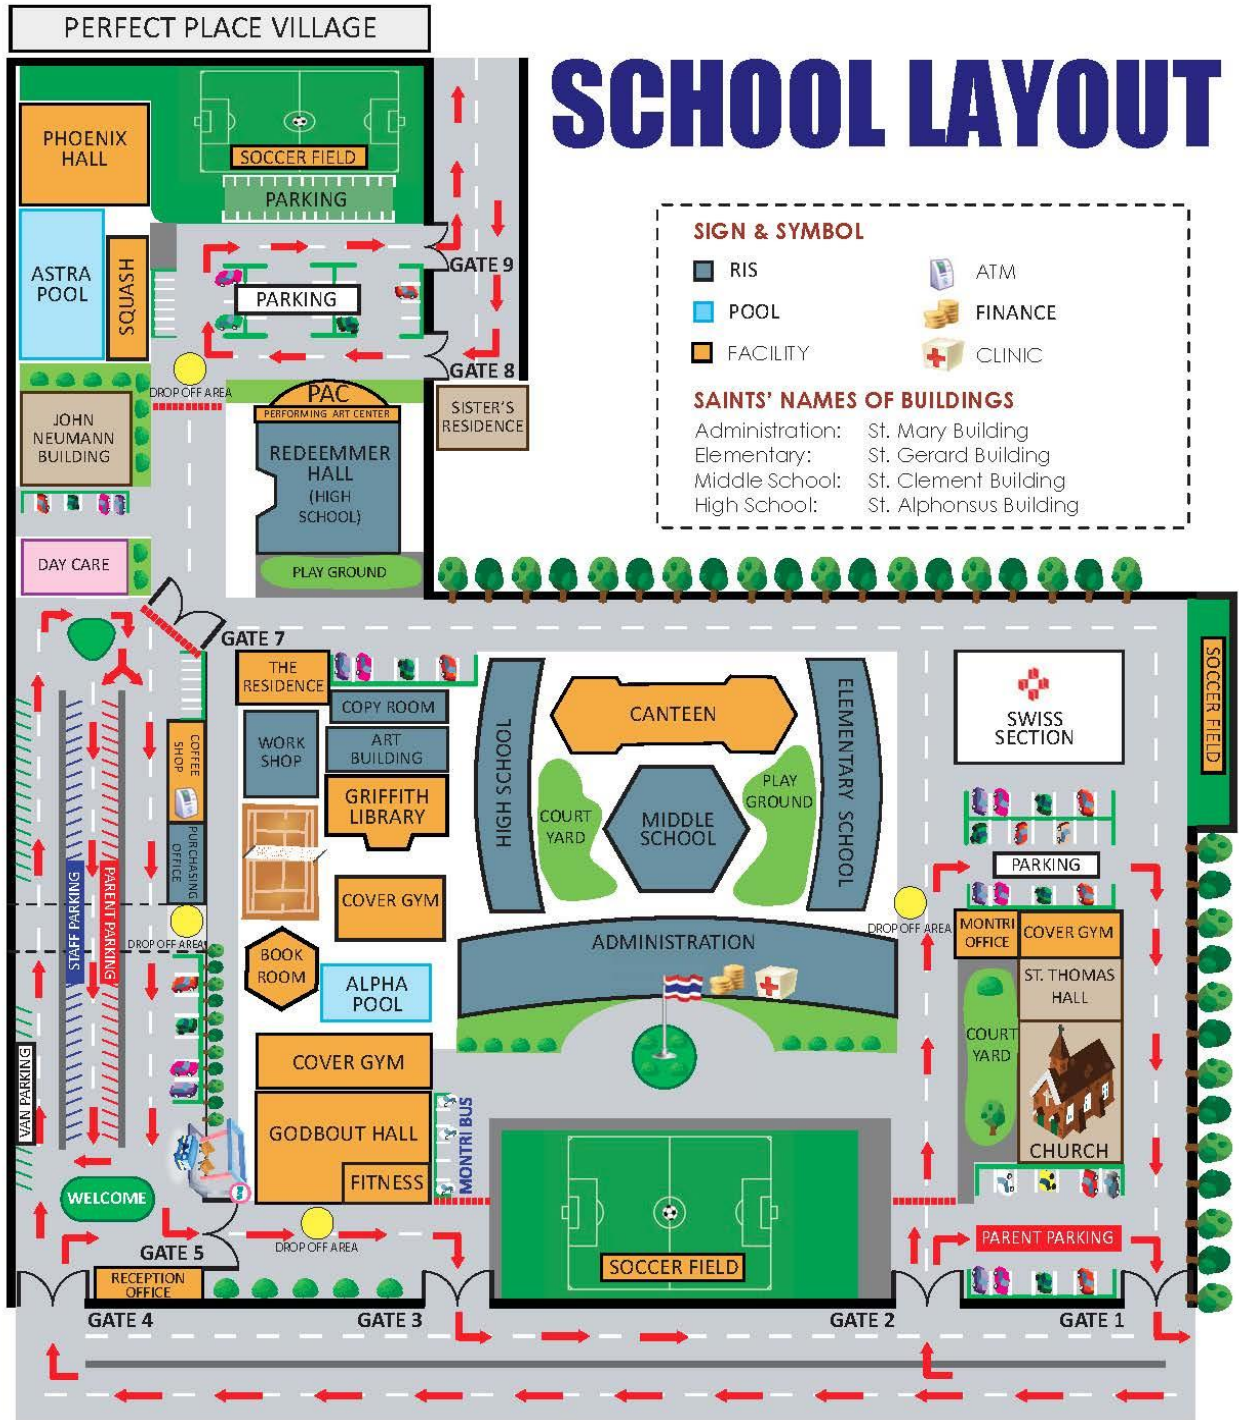 PERFECT PLACE VILLAGE
SCHOOL LAYOUT
SIGN & SYMBOL
RIS
POOL
FACILITY
ATM
FINANCE
CLINIC
SAINTS' NAMES OF BUILDINGS
Administration: St. Mary Building
Elementary: St. Gerard Building
Middle School: St. Clement Building
High School: St. Alphonsus Building
PHOENIX
HALL
SOCCER FIELD
PARKING
ASTRA
POOL
SQUASH
PARKING
GATE 9
GATE 8
DROP OFF AREA
PAC
PERFORMING ART CENTER
SISTER'S
RESIDENCE
JOHN
NEUMANN
BUILDING
REDEEMMER
HALL
(HIGH
SCHOOL)
DAY CARE
PLAY GROUND
GATE 7
THE
RESIDENCE
COPY ROOM
WORK
SHOP
ART
BUILDING
GRIFFITH
LIBRARY
COFFEE
SHOP
PURCHASING
OFFICE
HIGH SCHOOL
CANTEEN
ELEMENTARY SCHOOL
COURT
YARD
MIDDLE
SCHOOL
PLAY
GROUND
SWISS
SECTION
SOCCER FIELD
PARKING
STAFF PARKING
PARENT PARKING
DROP OFF AREA
COVER GYM
BOOK
ROOM
ALPHA
POOL
ADMINISTRATION
DROP OFF AREA
MONTRI
OFFICE
COVER GYM
ST. THOMAS
HALL
COURT
YARD
CHURCH
VAN PARKING
COVER GYM
GODBOUT HALL
FITNESS
MONTRI BUS
WELCOME
GATE 5
DROP OFF AREA
SOCCER FIELD
PARENT PARKING
RECEPTION
OFFICE
GATE 4
GATE 3
GATE 2
GATE 1